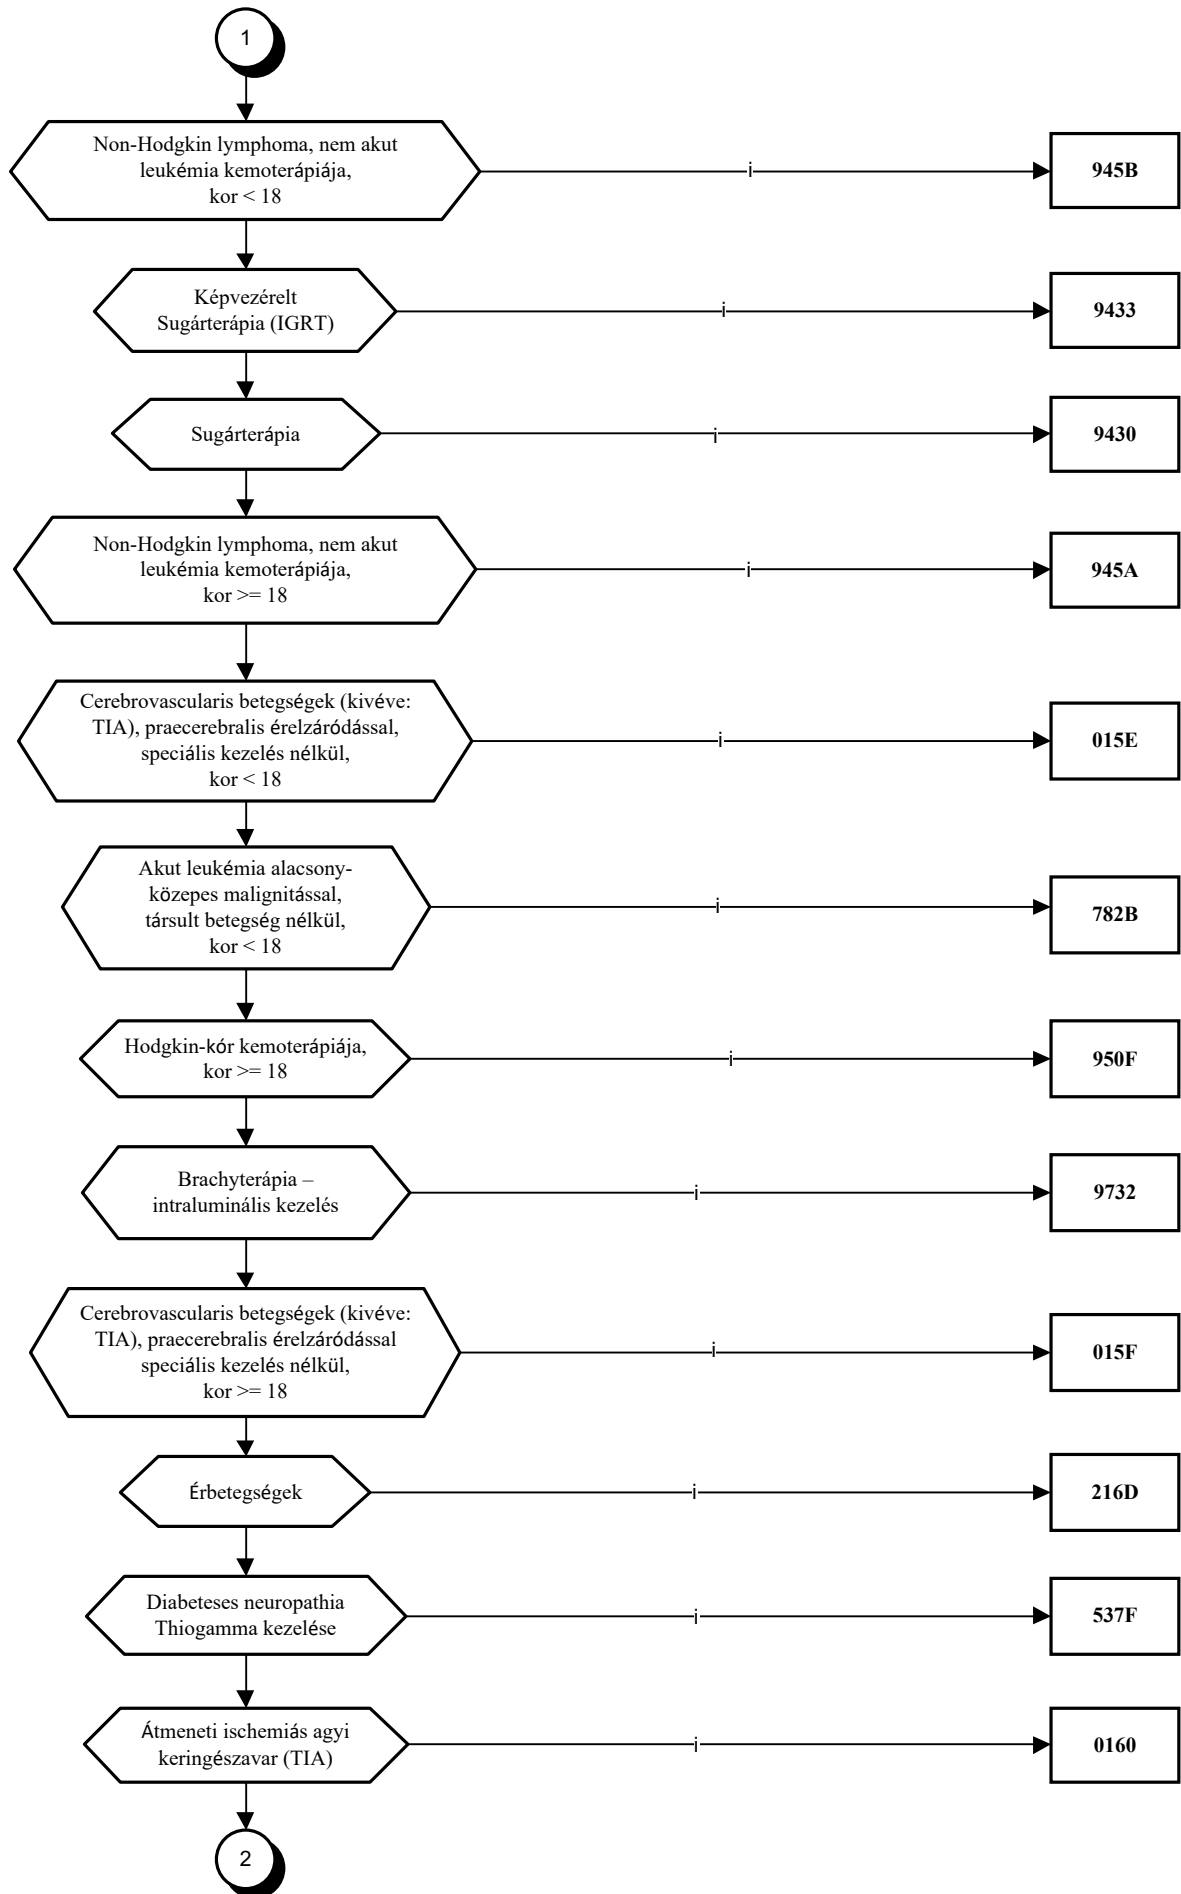 1
Non-Hodgkin lymphoma, nem akut
leukémia kemoterápiája,
kor < 18
i
945B
Képvezérelt
Sugárterápia (IGRT)
i
9433
Sugárterápia
i
9430
Non-Hodgkin lymphoma, nem akut
leukémia kemoterápiája,
kor >= 18
i
945A
Cerebrovascularis betegségek (kivéve:
TIA), praecerebralis érelzáródással,
speciális kezelés nélkül,
kor < 18
i
015E
Akut leukémia alacsony-
közepes malignitással,
társult betegség nélkül,
kor < 18
i
782B
Hodgkin-kór kemoterápiája,
kor >= 18
i
950F
Brachyterápia –
intraluminális kezelés
i
9732
Cerebrovascularis betegségek (kivéve:
TIA), praecerebralis érelzáródással
speciális kezelés nélkül,
kor >= 18
i
015F
Érbetegségek
i
216D
Diabeteses neuropathia
Thiogamma kezelése
i
537F
Átmeneti ischemiás agyi
keringészavar (TIA)
i
0160
2